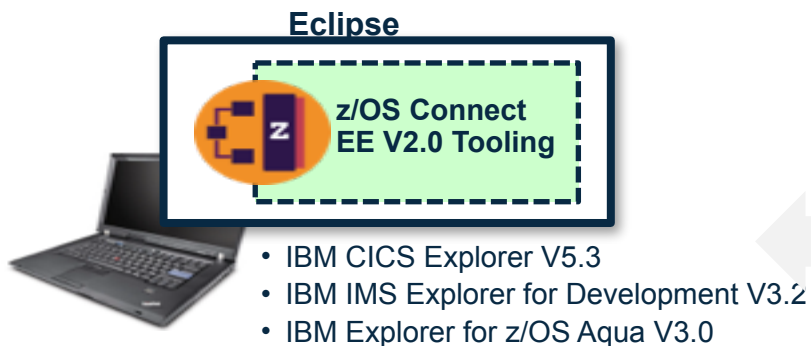 Eclipse
z/OS Connect
EE V2.0 Tooling
z
• IBM CICS Explorer V5.3
• IBM IMS Explorer for Development V3.2
• IBM Explorer for z/OS Aqua V3.0